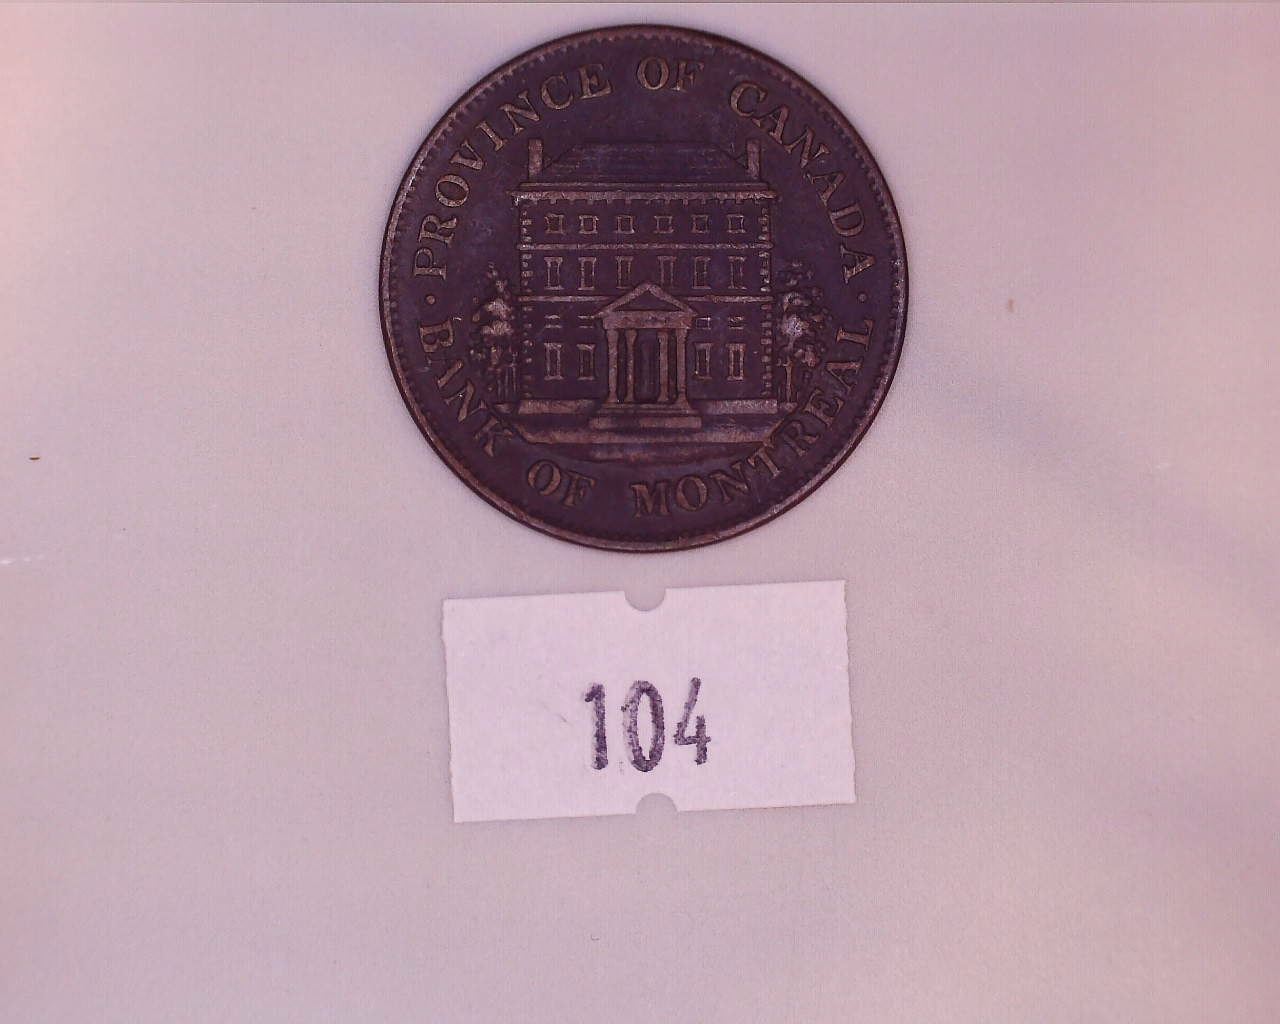 PROVINCE OF CANADA
BANK OF MONTREAL
104